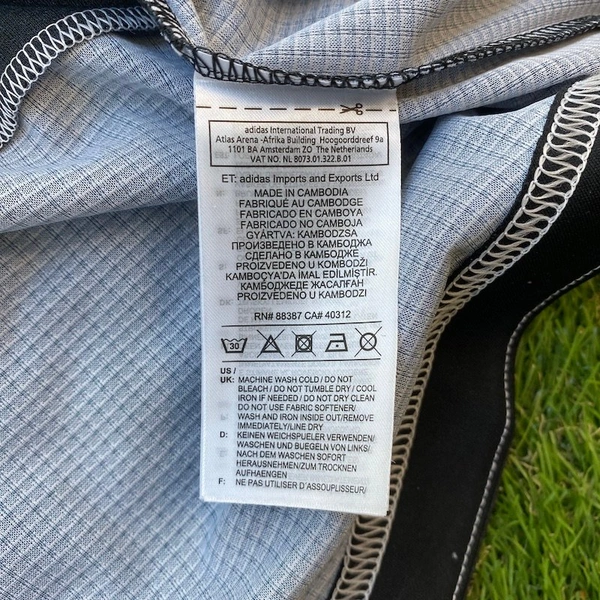 adidas International Trading BV
Atlas Arena -Afrika Building Hoogoorddreef 9a
1101 BA Amsterdam ZO The Netherlands
VAT NO. NL 8073.01.322.B.01
ET: adidas Imports and Exports Ltd
MADE IN CAMBODIA
FABRIQUÉ AU CAMBODGE
FABRICADO EN CAMBOYA
FABRICADO NO CAMBOJA
GYÁRTVA: KAMBODZSA
ПРОИЗВЕДЕНО В КАМБОДЖА
СДЕЛАНО В КАМБОДЖЕ
PROIZVEDENO U KOMBODŽI
KAMBOÇYA'DA İMAL EDİLMİŞTİR.
КАМБОДЖЕДЕ ЖАСАЛҒАН
PROIZVEDENO U KAMBODZI
RN# 88387 CA# 40312
30
US /
UK: MACHINE WASH COLD / DO NOT
BLEACH / DO NOT TUMBLE DRY / COOL
IRON IF NEEDED / DO NOT DRY CLEAN
DO NOT USE FABRIC SOFTENER/
WASH AND IRON INSIDE OUT/REMOVE
IMMEDIATELY/LINE DRY
D: KEINEN WEICHSPUELER VERWENDEN/
WASCHEN UND BUEGELN VON LINKS/
NACH DEM WASCHEN SOFORT
HERAUSNEHMEN/ZUM TROCKNEN
AUFHAENGEN
F: NE PAS UTILISER D'ASSOUPLISSEUR/